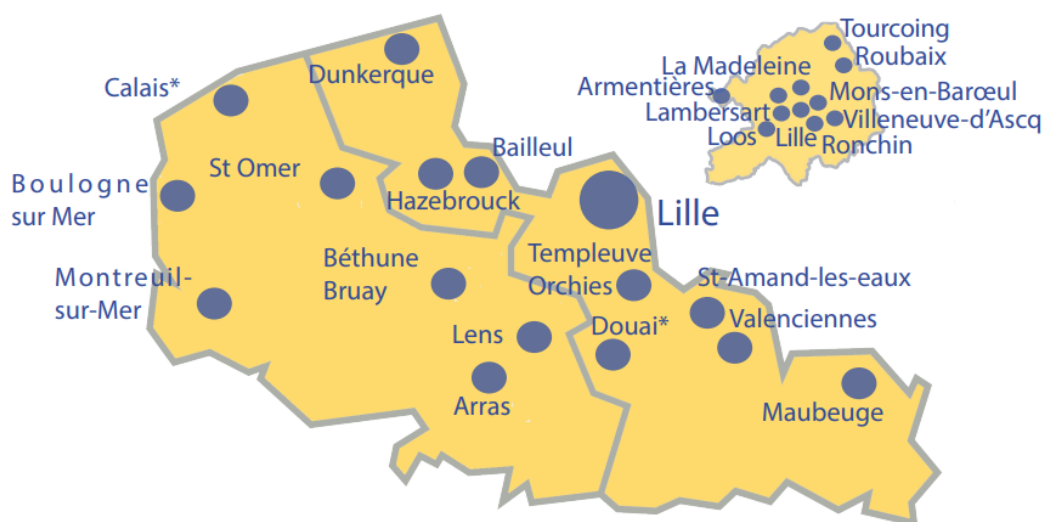 Dunkerque
Calais*
Bailleul
St Omer
Hazebrouck
Boulogne
sur Mer
Lille
Templeuve
Orchies
Béthune
Bruay
Montreuil-
sur-Mer
St-Amand-les-eaux
Valenciennes
Lens
Douai*
Arras
Maubeuge
Tourcoing
Roubaix
La Madeleine
Armentières
Mons-en-Barœul
Lambersart
Villeneuve-d'Ascq
Loos
Lille
Ronchin